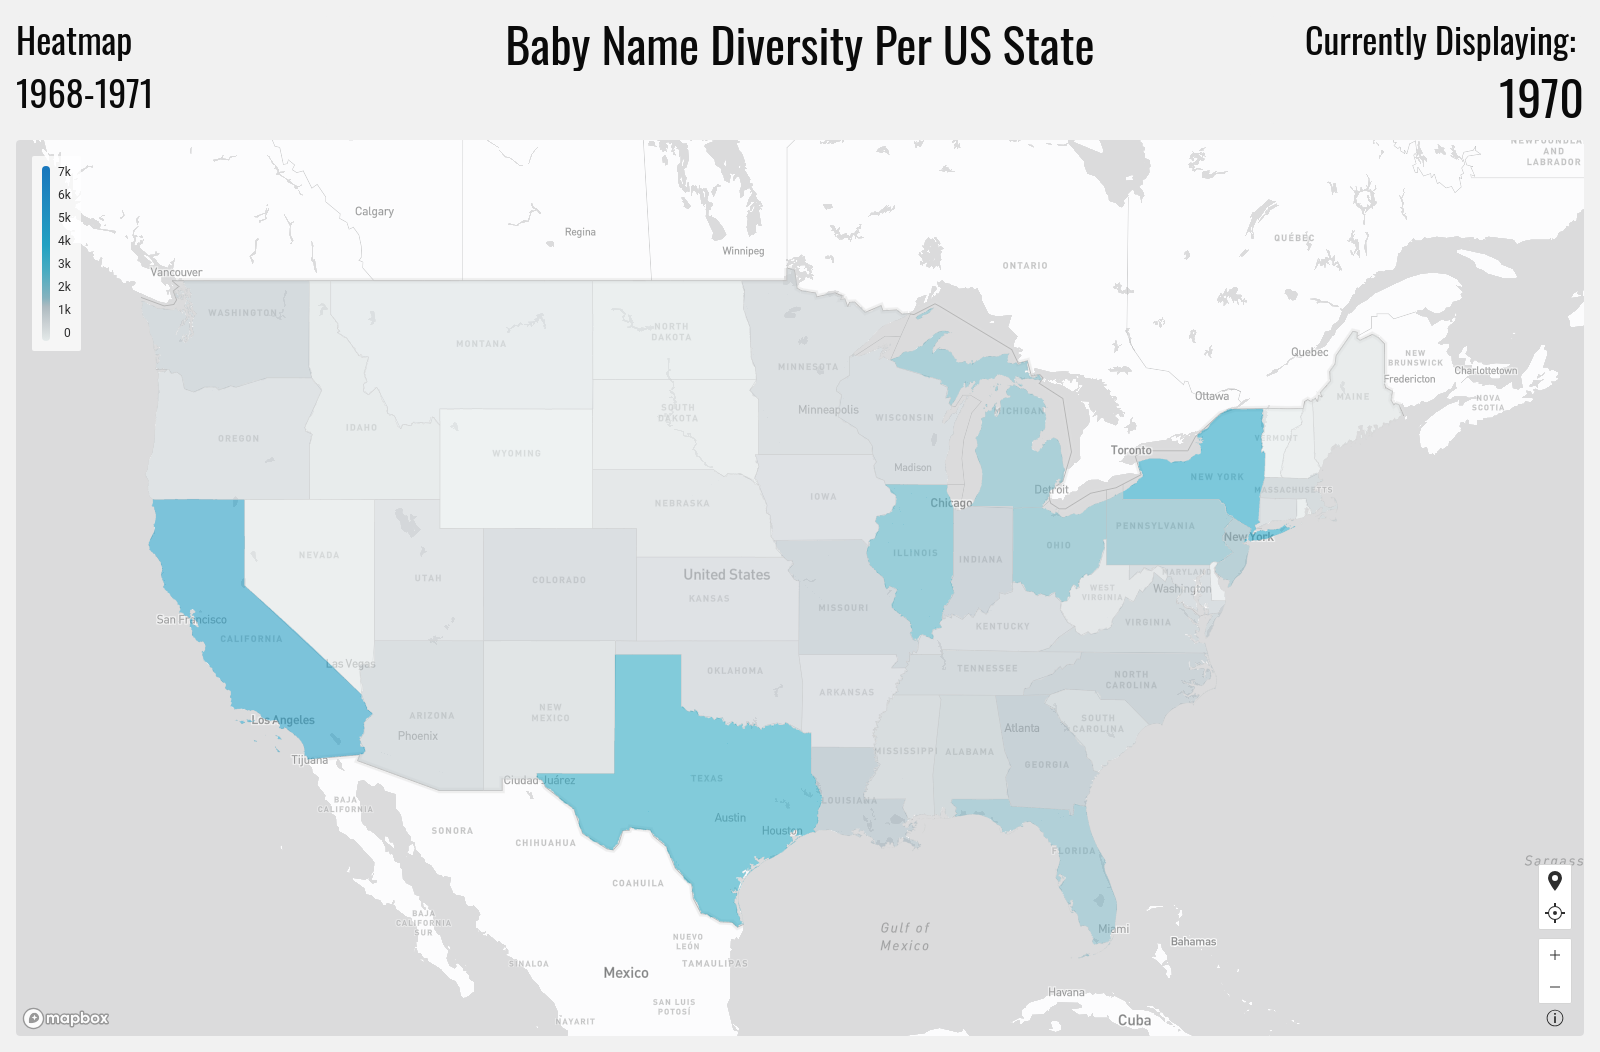 Heatmap
1968-1971
Baby Name Diversity Per US State
Currently Displaying:
1970
7k
6k
5k
4k
3k
2k
1k
0
NEWFOUNDLA
AND
LABRADOR
Calgary
Regina
Winnipeg
QUÉBEC
ONTARIO
Vancouver
WASHINGTON
NORTH
DAKOTA
MONTANA
MINNESOTA
Quebec
NEW
BRUNSWICK
Fredericton
Charlottetown
NOVA
SCOTIA
MAINE
Ottawa
SOUTH
DAKOTA
Minneapolis
WISCONSIN
MICHIGAN
IDAHO
OREGON
WYOMING
VERMONT
Toronto
Madison
NEW YORK
Detroit
MASSACHUSETTS
IOWA
NEBRASKA
Chicago
PENNSYLVANIA
New York
NEVADA
ILLINOIS
INDIANA
OHIO
UTAH
COLORADO
United States
KANSAS
MISSOURI
MARYLAND
WEST
VIRGINIA
Washington
VIRGINIA
San Francisco
CALIFORNIA
KENTUCKY
Las Vegas
OKLAHOMA
TENNESSEE
NORTH
CAROLINA
ARKANSAS
Los Angeles
ARIZONA
NEW
MEXICO
Phoenix
SOUTH
CAROLINA
Atlanta
MISSISSIPPI
ALABAMA
GEORGIA
Tijuana
Ciudad Juárez
TEXAS
BAJA
CALIFORNIA
LOUISIANA
Austin
Houston
SONORA
CHIHUAHUA
FLORIDA
Sargass
COAHUILA
BAJA
CALIFORNIA
SUR
Gulf of
Mexico
Miami
NUEVO
LEÓN
Bahamas
SINALOA
Mexico
TAMAULIPAS
Havana
SAN LUIS
POTOSÍ
NAYARIT
Cuba
mapbox